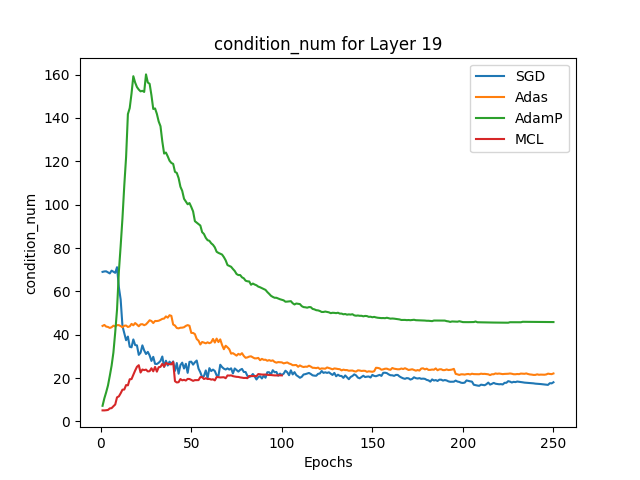 condition_num for Layer 19
SGD
Adas
AdamP
MCL
160
140
120
100
80
60
40
20
0
condition_num
0 50 100 150 200 250
Epochs